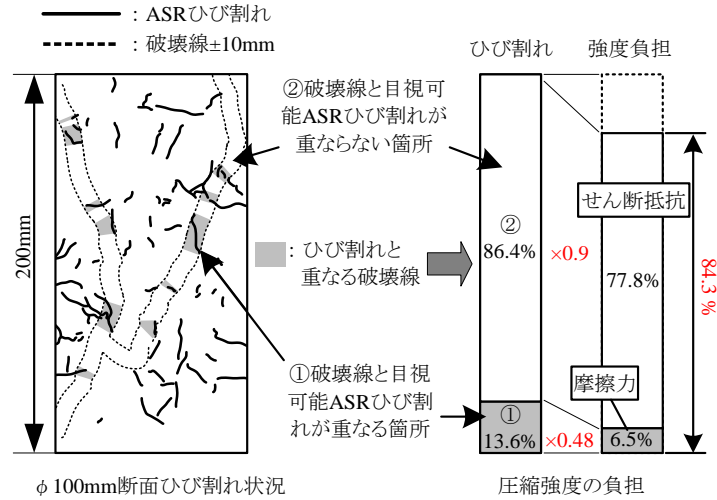 : ASRひび割れ
: 破壊線±10mm
200mm
②破壊線と目視可
能ASRひび割れが
重ならない箇所
: ひび割れと
重なる破壊線
①破壊線と目視
可能ASRひび割
れが重なる箇所
φ100mm断面ひび割れ状況
ひび割れ
強度負担
②
86.4%
×0.9
せん断抵抗
77.8%
84.3 %
摩擦力
①
13.6%
×0.48
6.5%
圧縮強度の負担